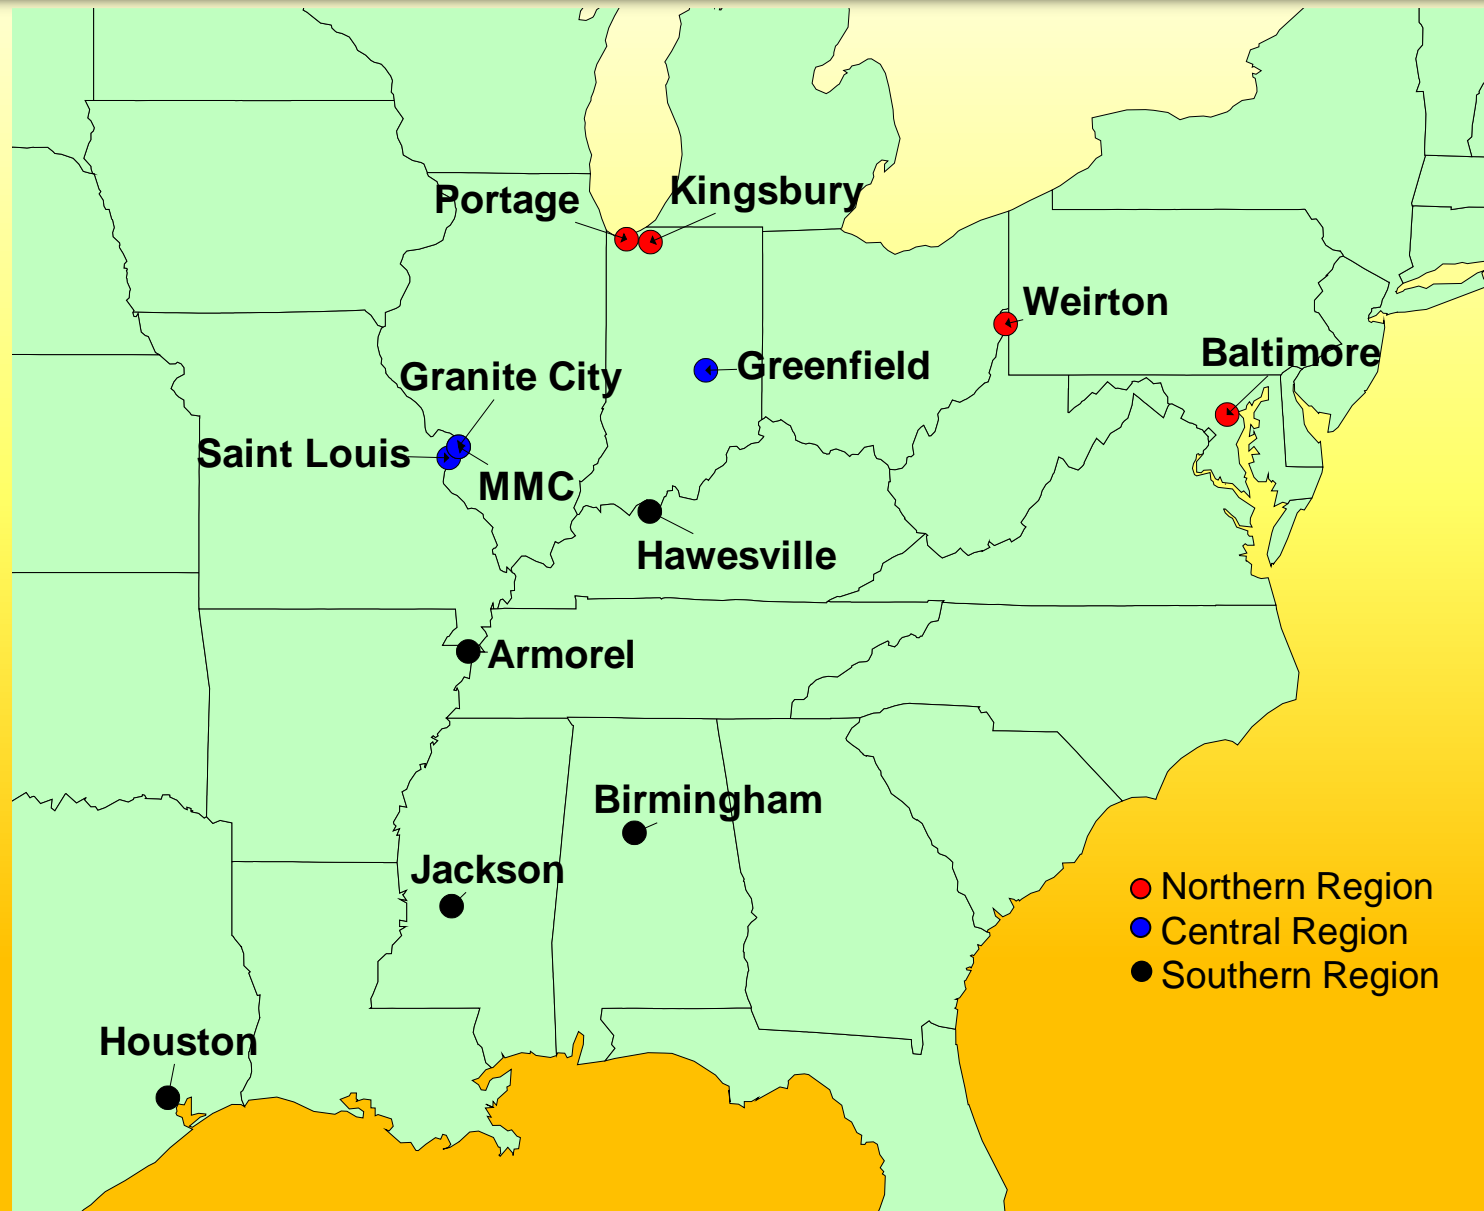 Kingsbury
Portage
Weirton
Baltimore
Greenfield
Granite City
Saint Louis
MMC
Hawesville
Armorel
Birmingham
Jackson
Northern Region
Central Region
Southern Region
Houston